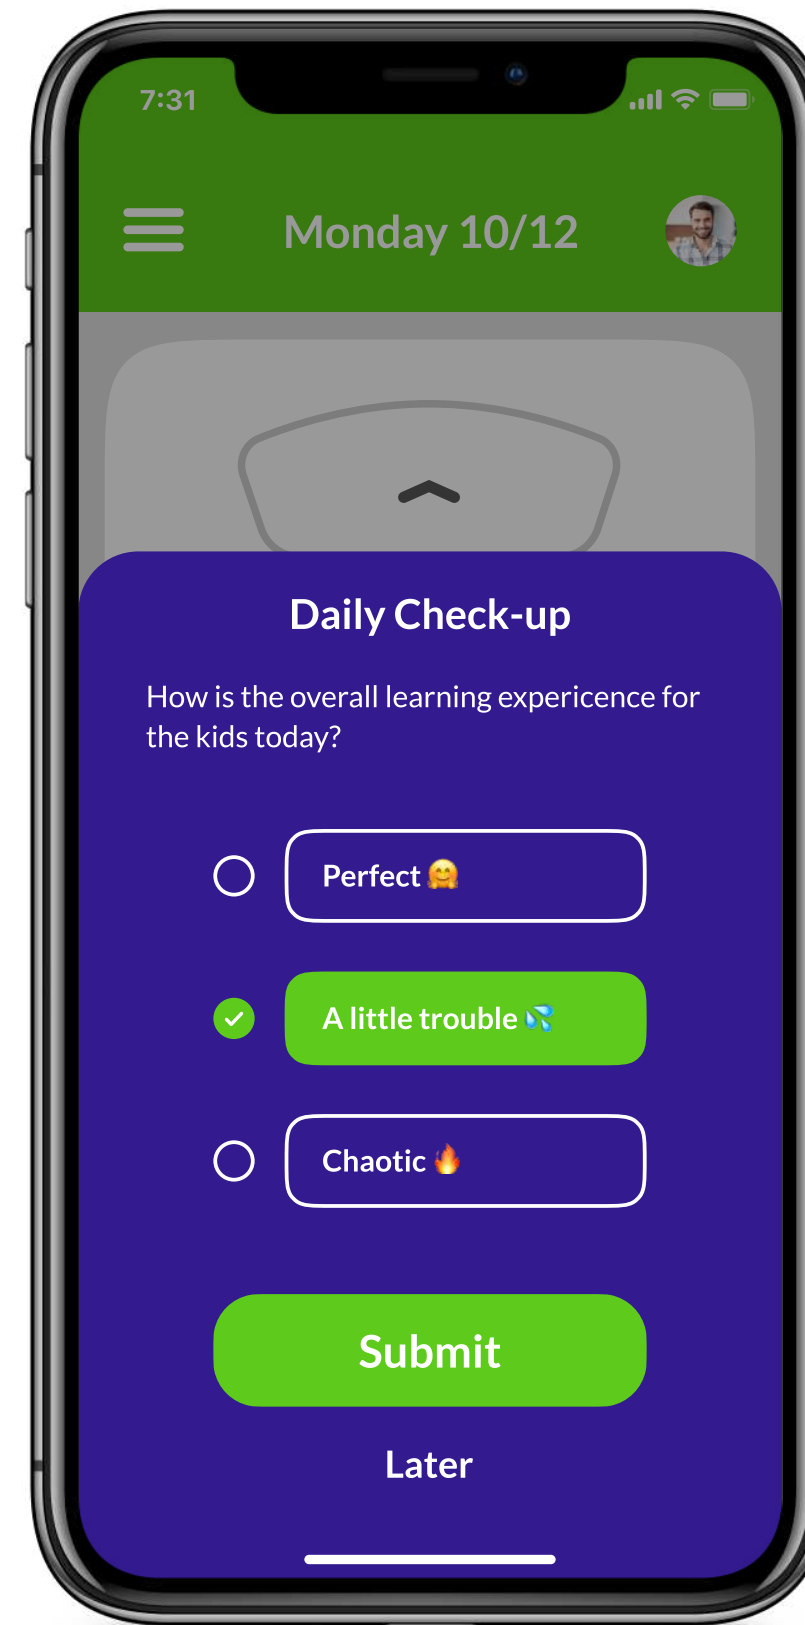 7:31
Monday 10/12
Daily Check-up
How is the overall learning expericence for
the kids today?
Perfect 🤗
A little trouble 💦
Chaotic 🔥
Submit
Later